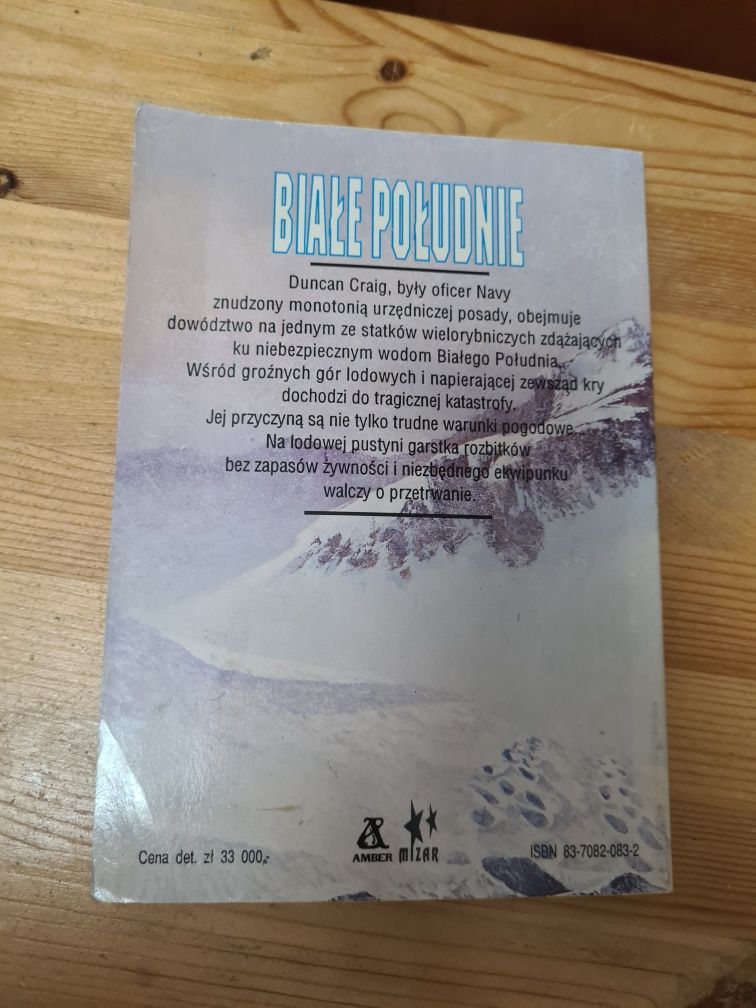 BIAŁE POŁUDNIE
Duncan Craig, były oficer Navy
znudzony monotonią urzędniczej posady, obejmuje
dowództwo na jednym ze statków wielorybniczych zdążających
ku niebezpiecznym wodom Białego Południa.
Wśród groźnych gór lodowych i napierającej zewsząd kry
dochodzi do tragicznej katastrofy.
Jej przyczyną są nie tylko trudne warunki pogodowe...
Na lodowej pustyni garstka rozbitków
bez zapasów żywności i niezbędnego ekwipunku
walczy o przetrwanie.
AMBER MIZAR
Cena det. zł 33 000,- ISBN 83-7082-083-2